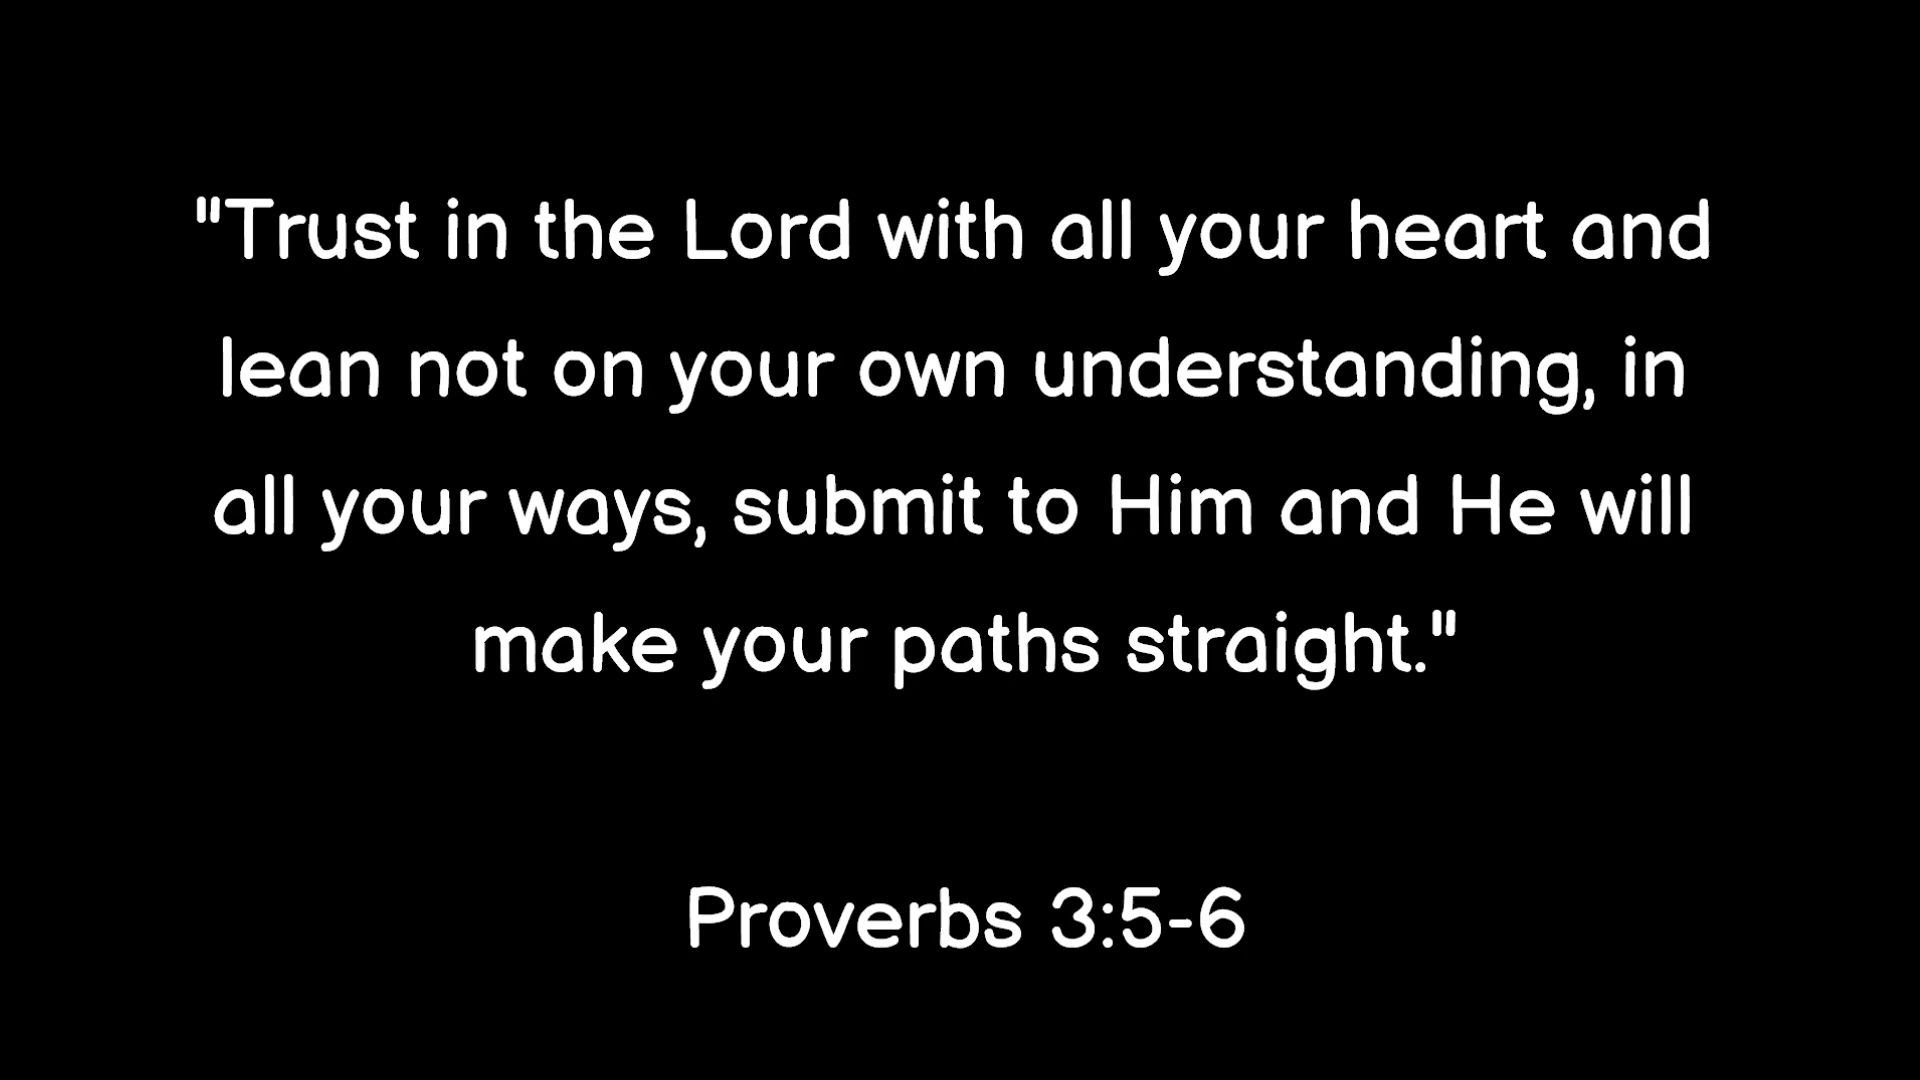 "Trust in the Lord with all your heart and
lean not on your own understanding, in
all your ways, submit to Him and He will
make your paths straight."
Proverbs 3:5-6